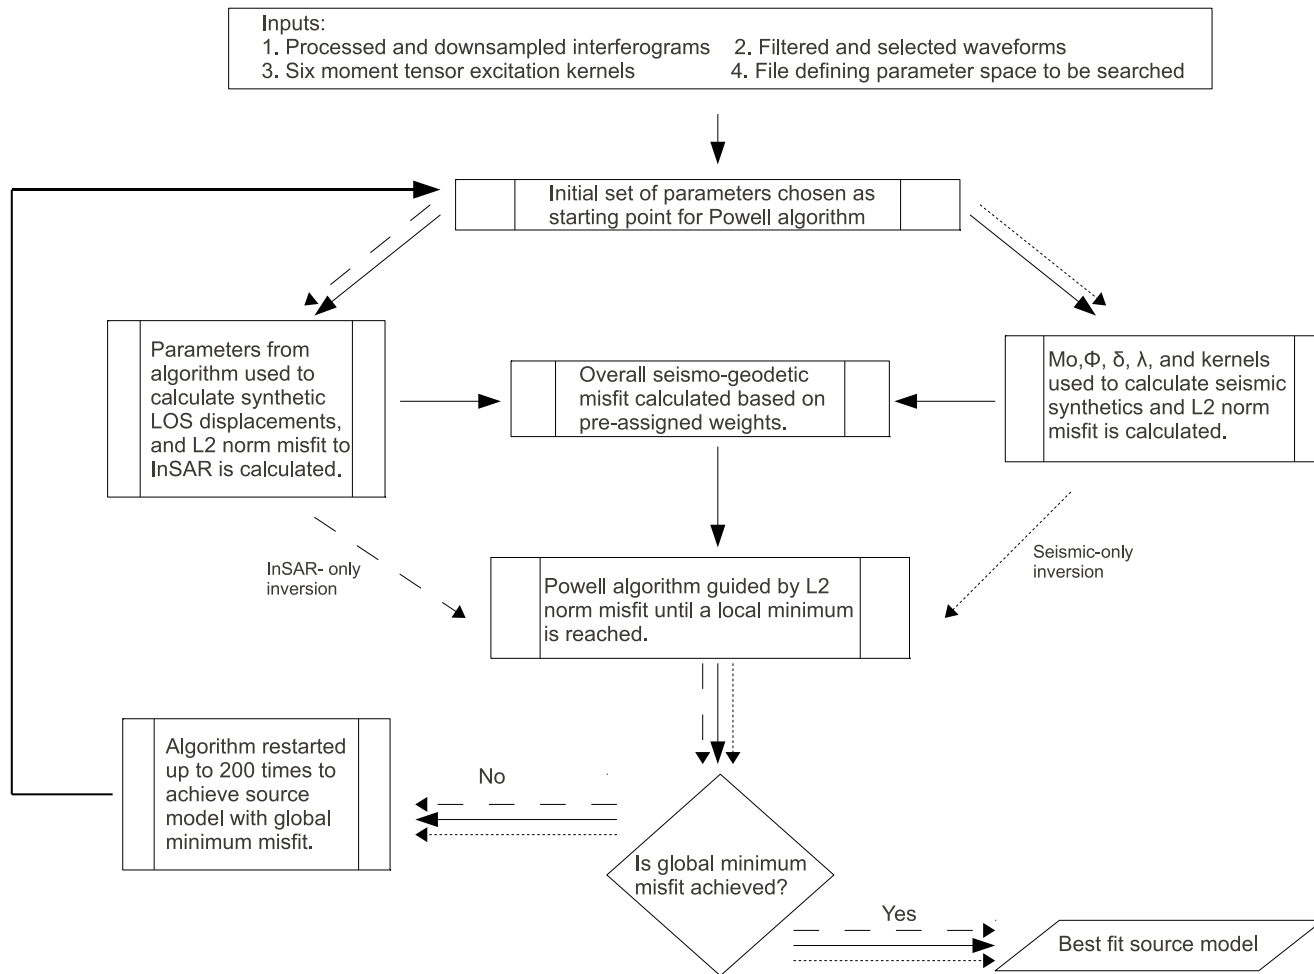 Inputs:
1. Processed and downsampled interferograms 2. Filtered and selected waveforms
3. Six moment tensor excitation kernels 4. File defining parameter space to be searched
Initial set of parameters chosen as
starting point for Powell algorithm
Parameters from
algorithm used to
calculate synthetic
LOS displacements,
and L2 norm misfit to
InSAR is calculated.
Overall seismo-geodetic
misfit calculated based on
pre-assigned weights.
Mo,Φ, δ, λ, and kernels
used to calculate seismic
synthetics and L2 norm
misfit is calculated.
InSAR- only
inversion
Seismic-only
inversion
Powell algorithm guided by L2
norm misfit until a local minimum
is reached.
Algorithm restarted
up to 200 times to
achieve source
model with global
minimum misfit.
No
Is global minimum
misfit achieved?
Yes
Best fit source model